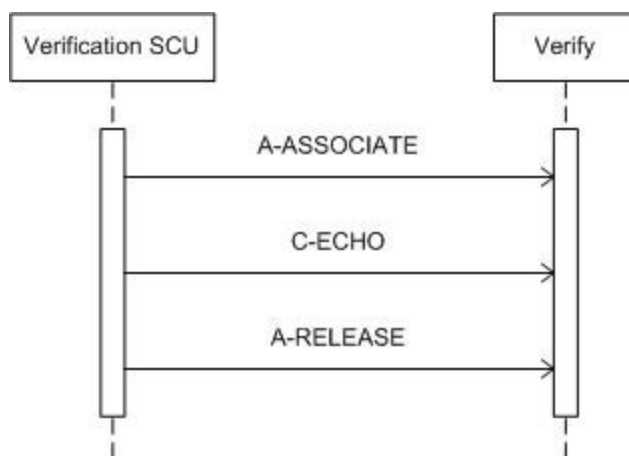 Verification SCU
Verify
A-ASSOCIATE
C-ECHO
A-RELEASE